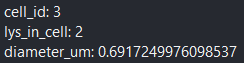 cell_id: 3
lys_in_cell: 2
diameter_um: 0.6917249976098537